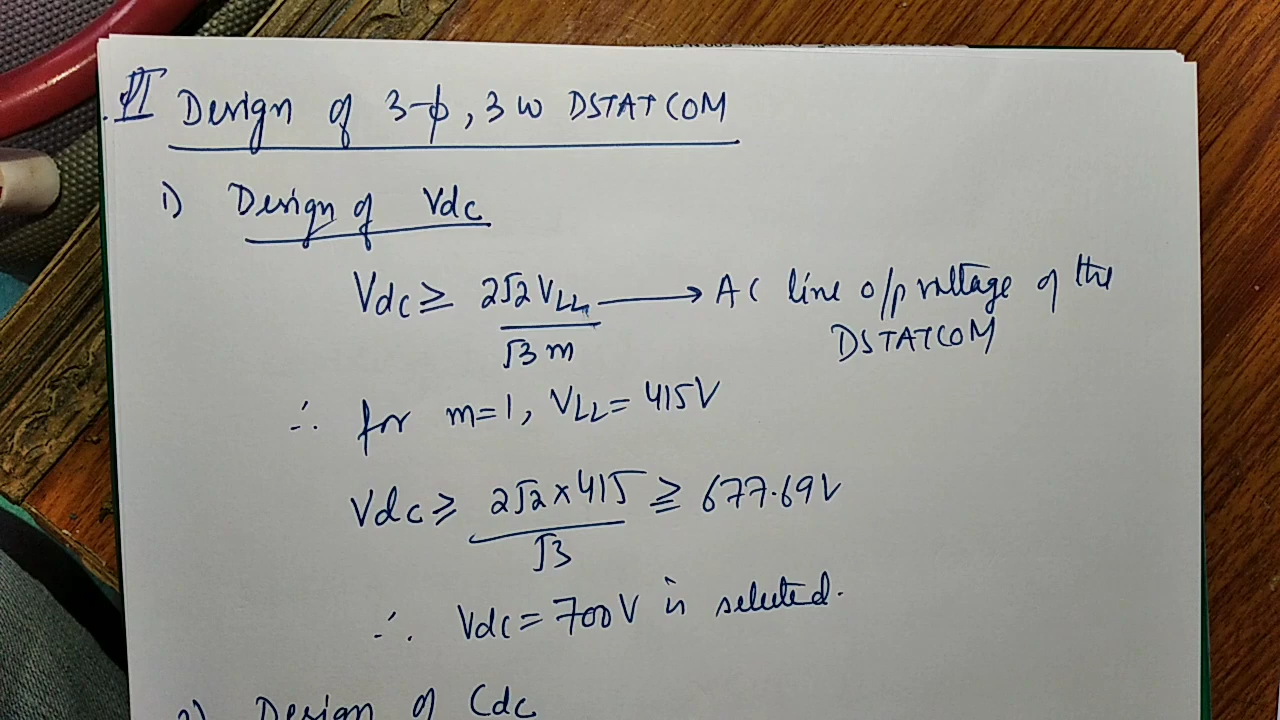 II Design of 3-ϕ, 3 w DSTATCOM
1) Design of Vdc
Vdc ≥ 2√2 VLL / √3 m → AC line o/p voltage of the
DSTATCOM
∴ for m=1, VLL = 415V
Vdc ≥ 2√2 × 415 / √3 ≥ 677.69V
∴ Vdc = 700V is selected.
2) Design of Cdc